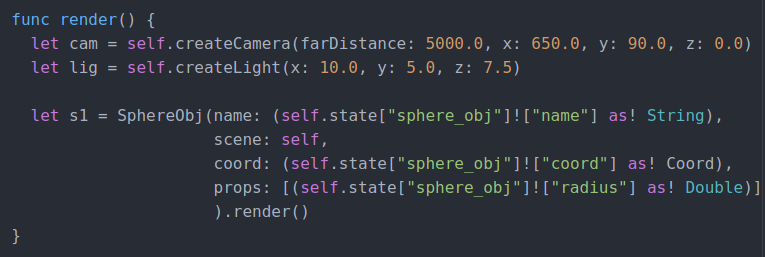 func render() {
  let cam = self.createCamera(farDistance: 5000.0, x: 650.0, y: 90.0, z: 0.0)
  let lig = self.createLight(x: 10.0, y: 5.0, z: 7.5)

  let s1 = SphereObj(name: (self.state["sphere_obj"]!["name"] as! String),
                     scene: self,
                     coord: (self.state["sphere_obj"]!["coord"] as! Coord),
                     props: [(self.state["sphere_obj"]!["radius"] as! Double)]
                     ).render()
}